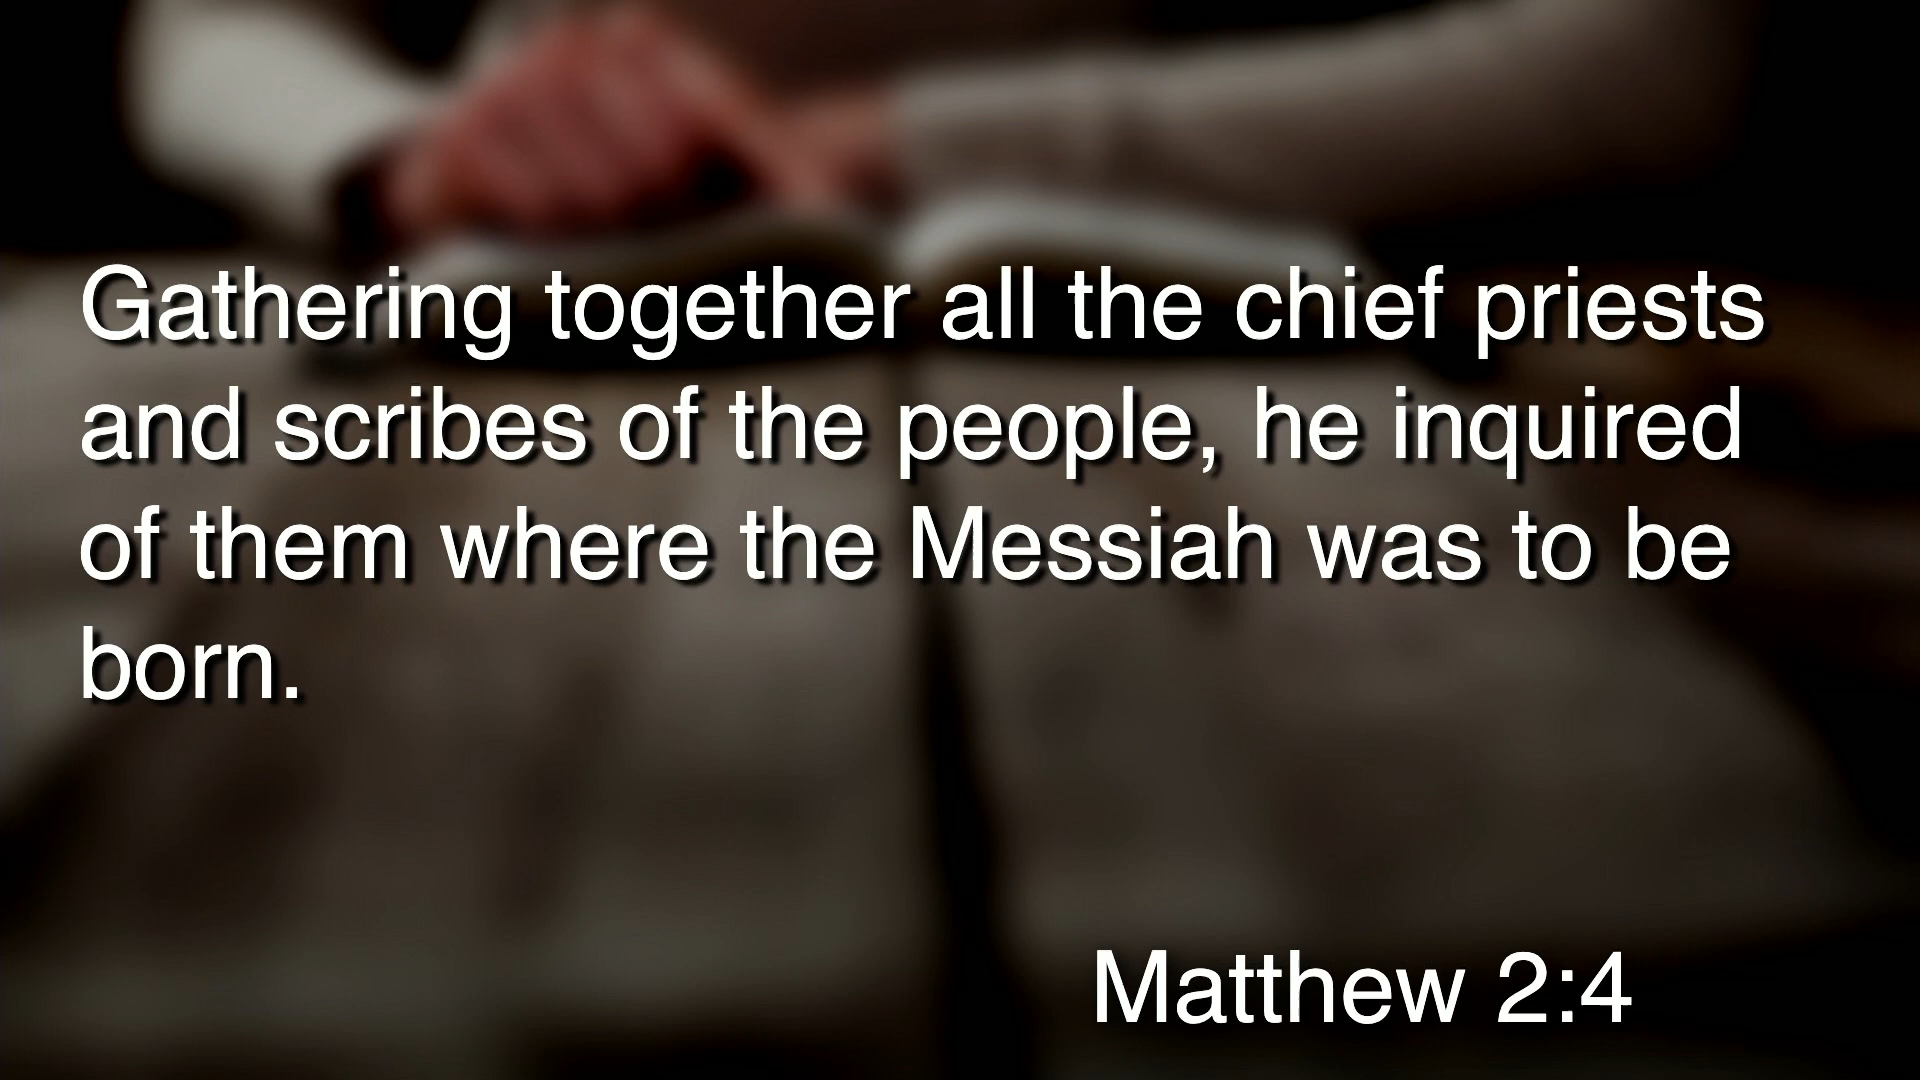 Gathering together all the chief priests
and scribes of the people, he inquired
of them where the Messiah was to be
born.
Matthew 2:4